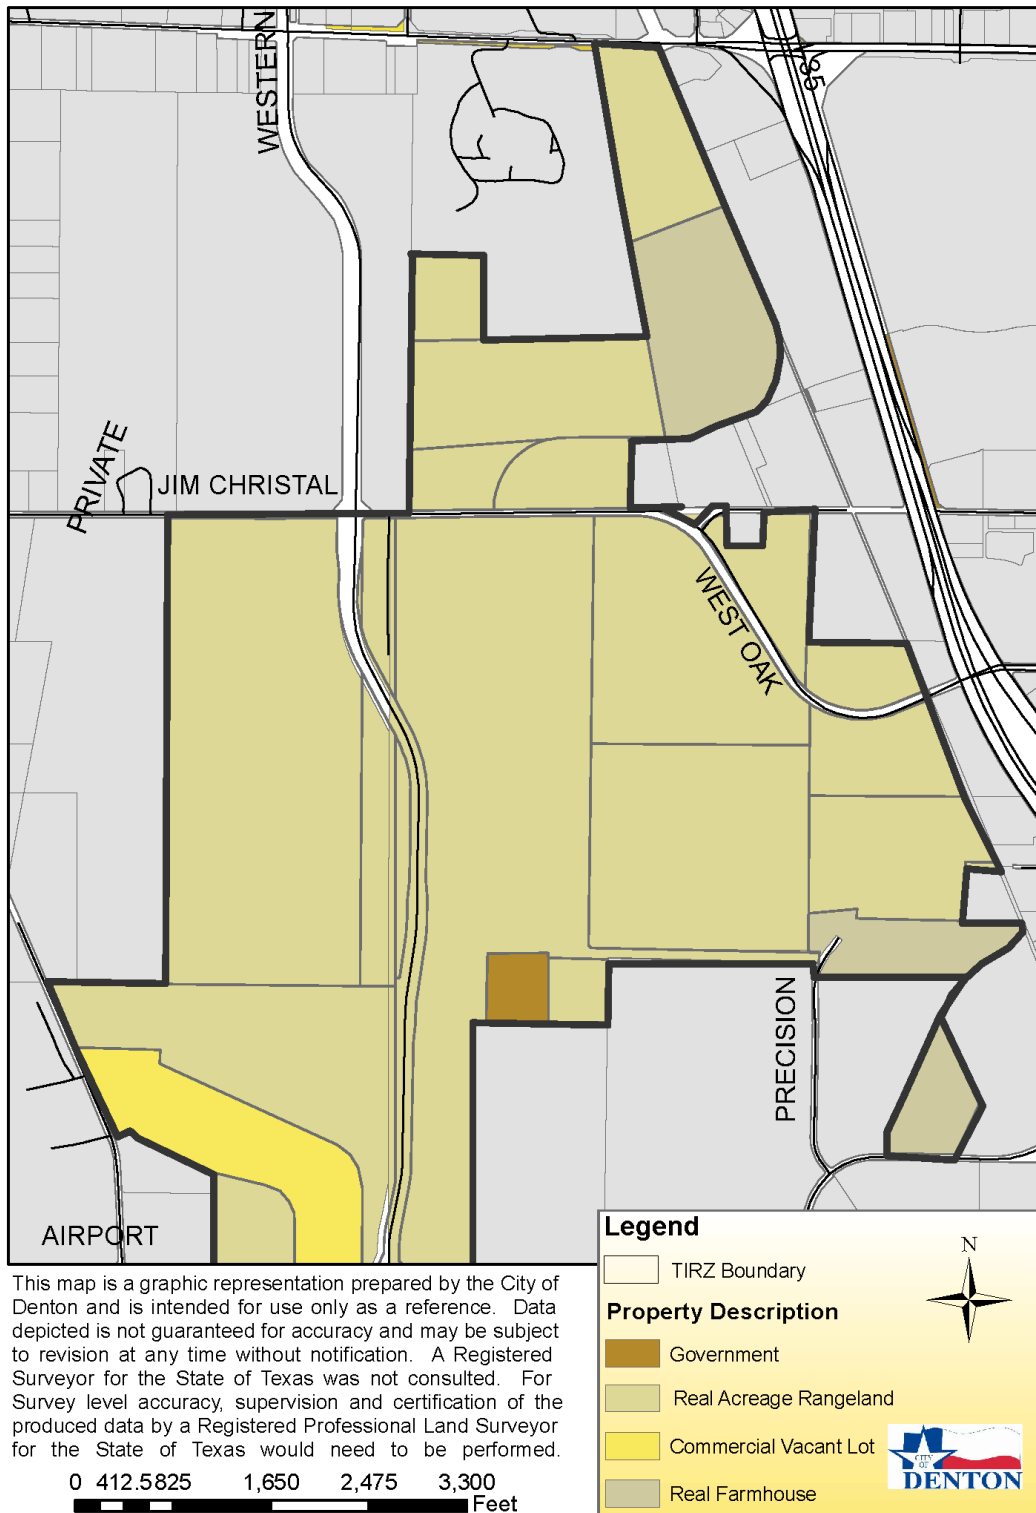 WESTERN
I 35
PRIVATE
JIM CHRISTAL
WEST OAK
PRECISION
AIRPORT
This map is a graphic representation prepared by the City of
Denton and is intended for use only as a reference. Data
depicted is not guaranteed for accuracy and may be subject
to revision at any time without notification. A Registered
Surveyor for the State of Texas was not consulted. For
Survey level accuracy, supervision and certification of the
produced data by a Registered Professional Land Surveyor
for the State of Texas would need to be performed.
0 412.5825 1,650 2,475 3,300
Feet
Legend
TIRZ Boundary
Property Description
Government
Real Acreage Rangeland
Commercial Vacant Lot
Real Farmhouse
N
CITY
OF
DENTON